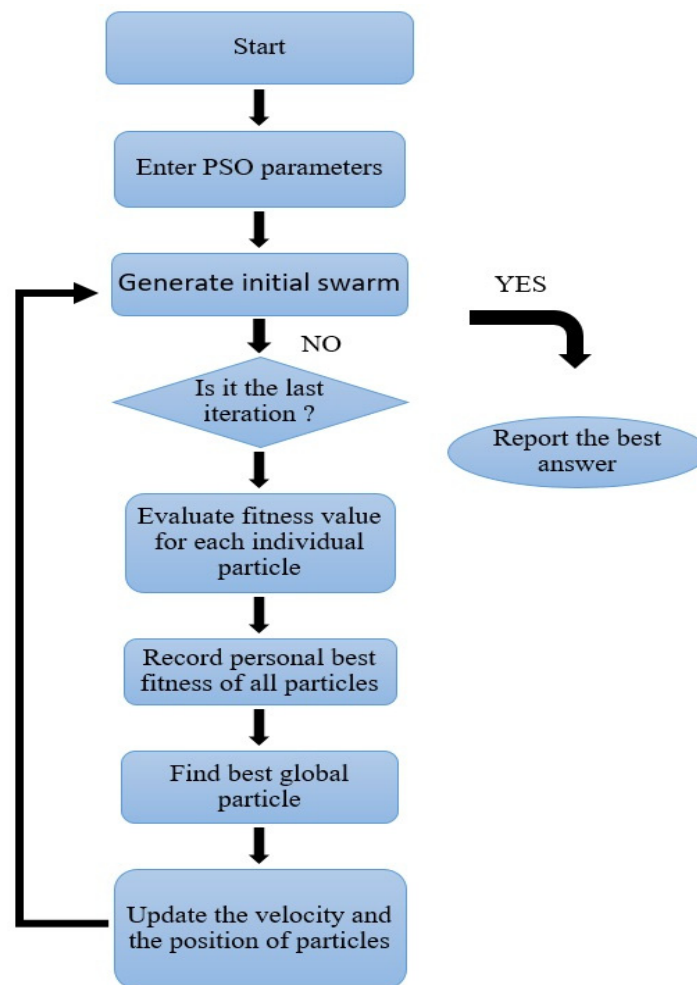 Start
Enter PSO parameters
Generate initial swarm
YES
NO
Is it the last
iteration ?
Report the best
answer
Evaluate fitness value
for each individual
particle
Record personal best
fitness of all particles
Find best global
particle
Update the velocity and
the position of particles